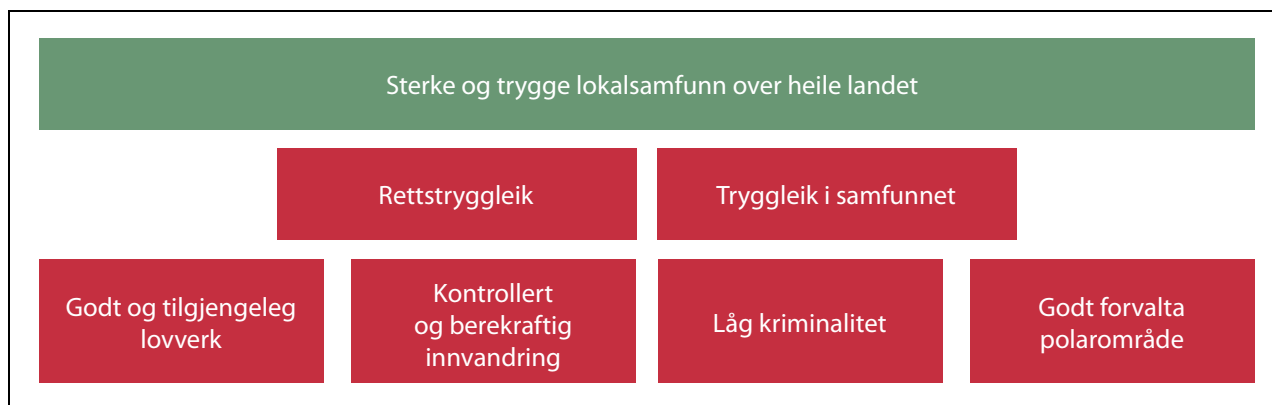 Sterke og trygge lokalsamfunn over heile landet
Rettstryggleik
Tryggleik i samfunnet
Godt og tilgjengeleg
lovverk
Kontrollert
og berekraftig
innvandring
Låg kriminalitet
Godt forvalta
polarområde